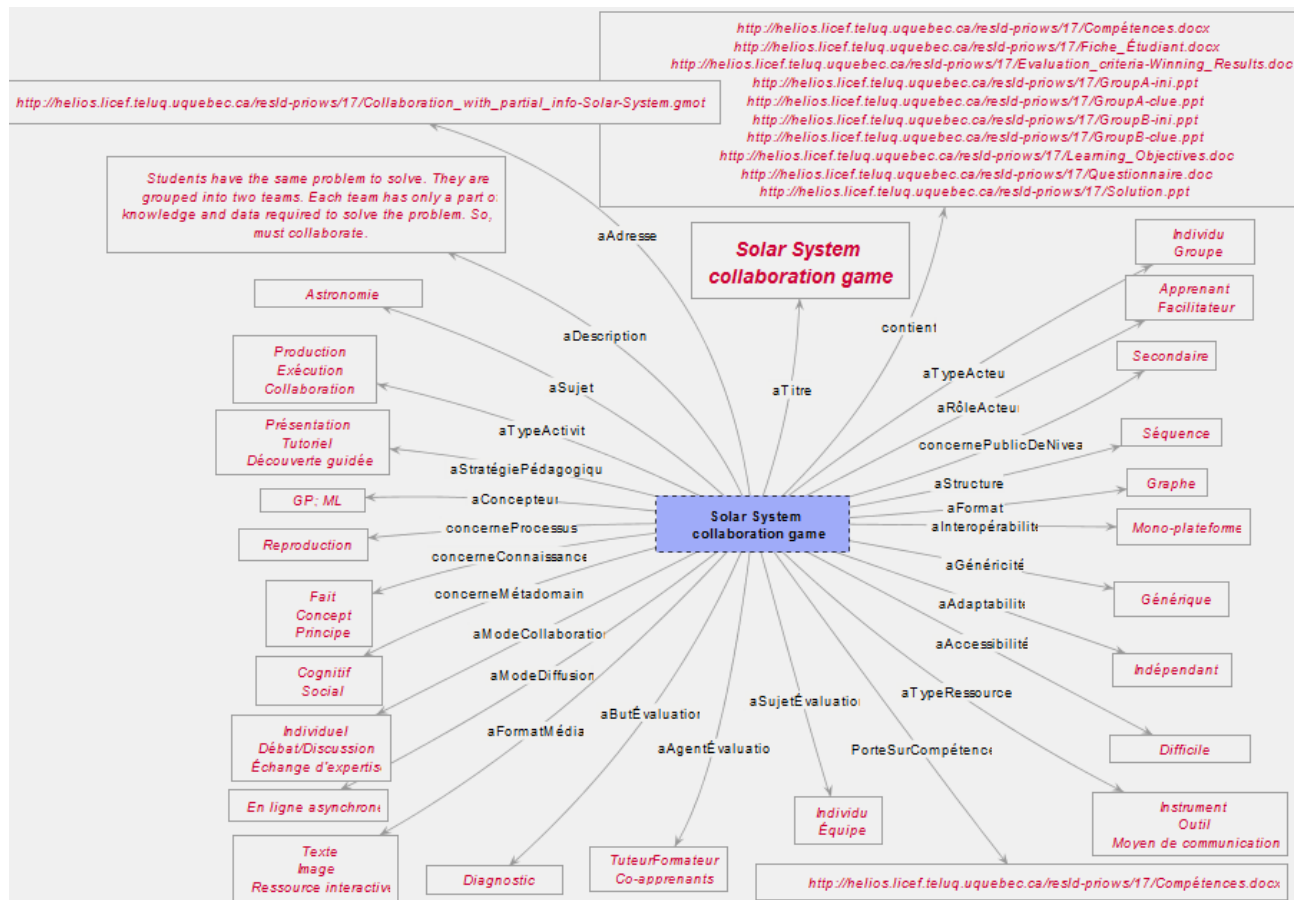 http://helios.licef.teluq.uquebec.ca/resld-priows/17/Compétences.docx
http://helios.licef.teluq.uquebec.ca/resld-priows/17/Fiche_Étudiant.docx
http://helios.licef.teluq.uquebec.ca/resld-priows/17/Evaluation_criteria-Winning_Results.doc
http://helios.licef.teluq.uquebec.ca/resld-priows/17/GroupA-ini.ppt
http://helios.licef.teluq.uquebec.ca/resld-priows/17/GroupA-clue.ppt
http://helios.licef.teluq.uquebec.ca/resld-priows/17/GroupB-ini.ppt
http://helios.licef.teluq.uquebec.ca/resld-priows/17/GroupB-clue.ppt
http://helios.licef.teluq.uquebec.ca/resld-priows/17/Learning_Objectives.doc
http://helios.licef.teluq.uquebec.ca/resld-priows/17/Questionnaire.doc
http://helios.licef.teluq.uquebec.ca/resld-priows/17/Solution.ppt
http://helios.licef.teluq.uquebec.ca/resld-priows/17/Collaboration_with_partial_info-Solar-System.gmot
Students have the same problem to solve. They are
grouped into two teams. Each team has only a part of
knowledge and data required to solve the problem. So,
must collaborate.
aAdresse
Solar System
collaboration game
Individu
Groupe
Apprenant
Facilitateur
Astronomie
aDescription
contient
Production
Exécution
Collaboration
Secondaire
aSujet
aTitre
aTypeActeu
aRôleActeu
Présentation
Tutoriel
Découverte guidée
aTypeActivit
concernePublicDeNivea
Séquence
aStratégiePédagogiqu
aStructure
Graphe
GP: ML
aConcepteur
aFormat
Solar System
collaboration game
aInteropérabilité
Mono-plateforme
concerneProcessus
Reproduction
concerneConnaissance
aGénéricité
Générique
Fait
Concept
Principe
concerneMétadomain
aAdaptabilité
aModeCollaboration
aAccessibilité
Indépendant
Cognitif
Social
aModeDiffusion
aTypeRessource
aSujetÉvaluation
aButÉvaluation
Individuel
Débat/Discussion
Échange d'expertise
aFormatMédia
aAgentÉvaluatio
PorteSurCompétence
Difficile
En ligne asynchrone
Individu
Équipe
Instrument
Outil
Moyen de communication
Texte
Image
Ressource interactive
Diagnostic
TuteurFormateur
Co-apprenants
http://helios.licef.teluq.uquebec.ca/resld-priows/17/Compétences.docx